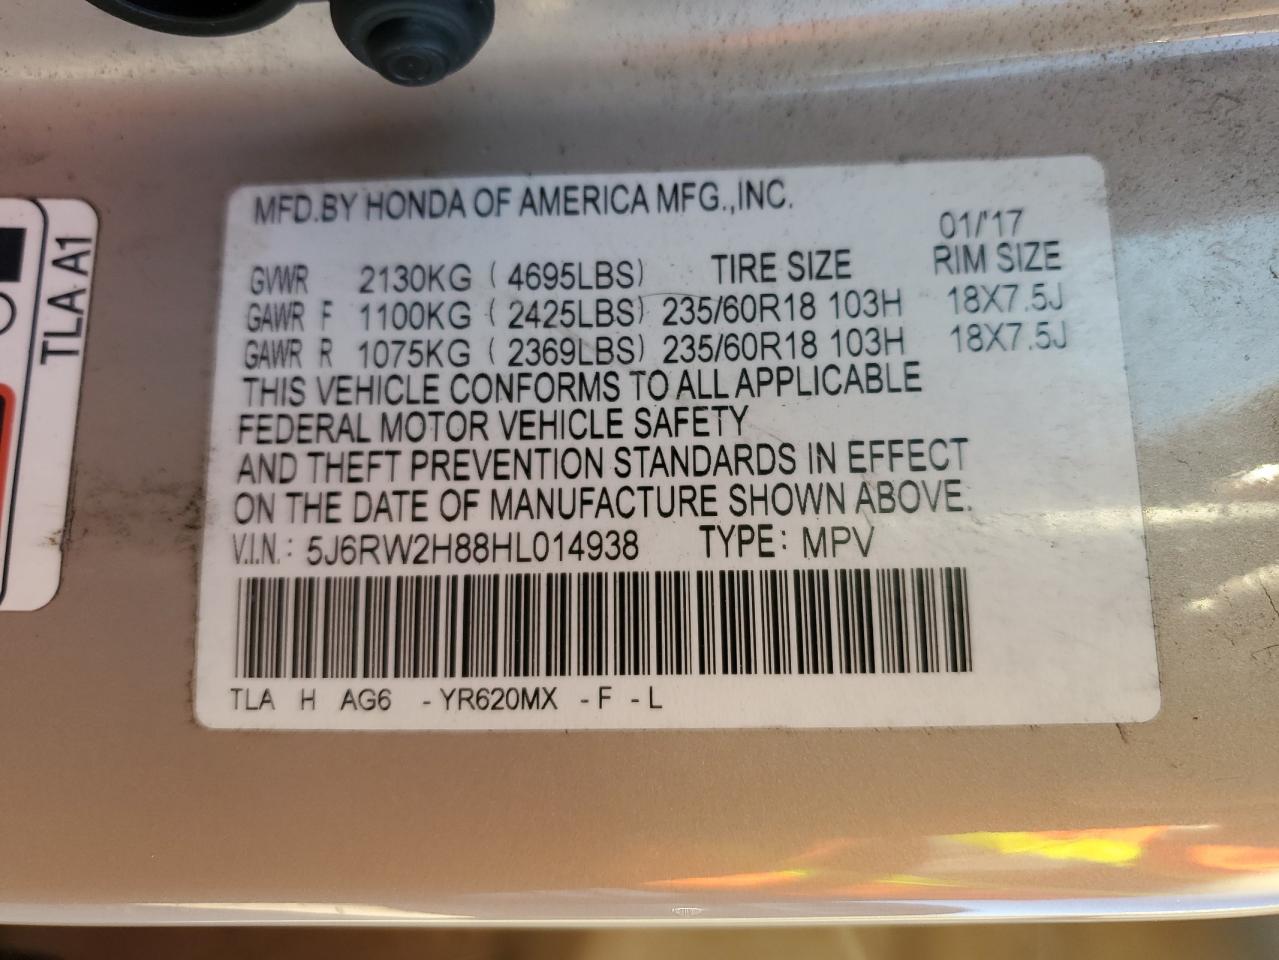 MFD.BY HONDA OF AMERICA MFG.,INC.
01/'17
GVWR 2130KG ( 4695LBS) TIRE SIZE RIM SIZE
GAWR F 1100KG ( 2425LBS) 235/60R18 103H 18X7.5J
GAWR R 1075KG ( 2369LBS) 235/60R18 103H 18X7.5J
THIS VEHICLE CONFORMS TO ALL APPLICABLE
FEDERAL MOTOR VEHICLE SAFETY
AND THEFT PREVENTION STANDARDS IN EFFECT
ON THE DATE OF MANUFACTURE SHOWN ABOVE.
V.I.N.: 5J6RW2H88HL014938 TYPE: MPV
TLA H AG6 -YR620MX -F -L
TLA A1